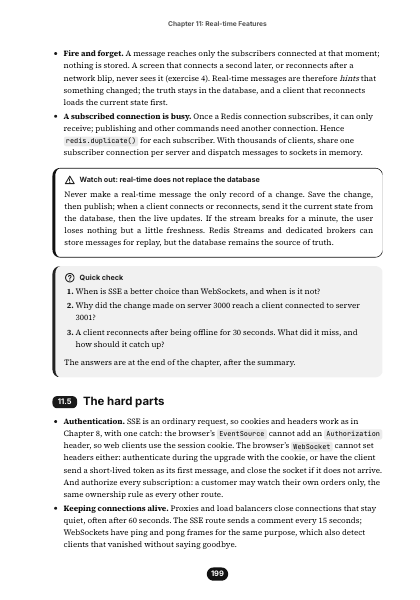 Chapter 11: Real-time Features
• Fire and forget. A message reaches only the subscribers connected at that moment;
nothing is stored. A screen that connects a second later, or reconnects after a
network blip, never sees it (exercise 4). Real-time messages are therefore hints that
something changed; the truth stays in the database, and a client that reconnects
loads the current state first.
• A subscribed connection is busy. Once a Redis connection subscribes, it can only
receive; publishing and other commands need another connection. Hence
redis.duplicate() for each subscriber. With thousands of clients, share one
subscriber connection per server and dispatch messages to sockets in memory.
Watch out: real-time does not replace the database
Never make a real-time message the only record of a change. Save the change,
then publish; when a client connects or reconnects, send it the current state from
the database, then the live updates. If the stream breaks for a minute, the user
loses nothing but a little freshness. Redis Streams and dedicated brokers can
store messages for replay, but the database remains the source of truth.
Quick check
1. When is SSE a better choice than WebSockets, and when is it not?
2. Why did the change made on server 3000 reach a client connected to server
3001?
3. A client reconnects after being offline for 30 seconds. What did it miss, and
how should it catch up?
The answers are at the end of the chapter, after the summary.
11.5 The hard parts
• Authentication. SSE is an ordinary request, so cookies and headers work as in
Chapter 8, with one catch: the browser's EventSource cannot add an Authorization
header, so web clients use the session cookie. The browser's WebSocket cannot set
headers either: authenticate during the upgrade with the cookie, or have the client
send a short-lived token as its first message, and close the socket if it does not arrive.
And authorize every subscription: a customer may watch their own orders only, the
same ownership rule as every other route.
• Keeping connections alive. Proxies and load balancers close connections that stay
quiet, often after 60 seconds. The SSE route sends a comment every 15 seconds;
WebSockets have ping and pong frames for the same purpose, which also detect
clients that vanished without saying goodbye.
199